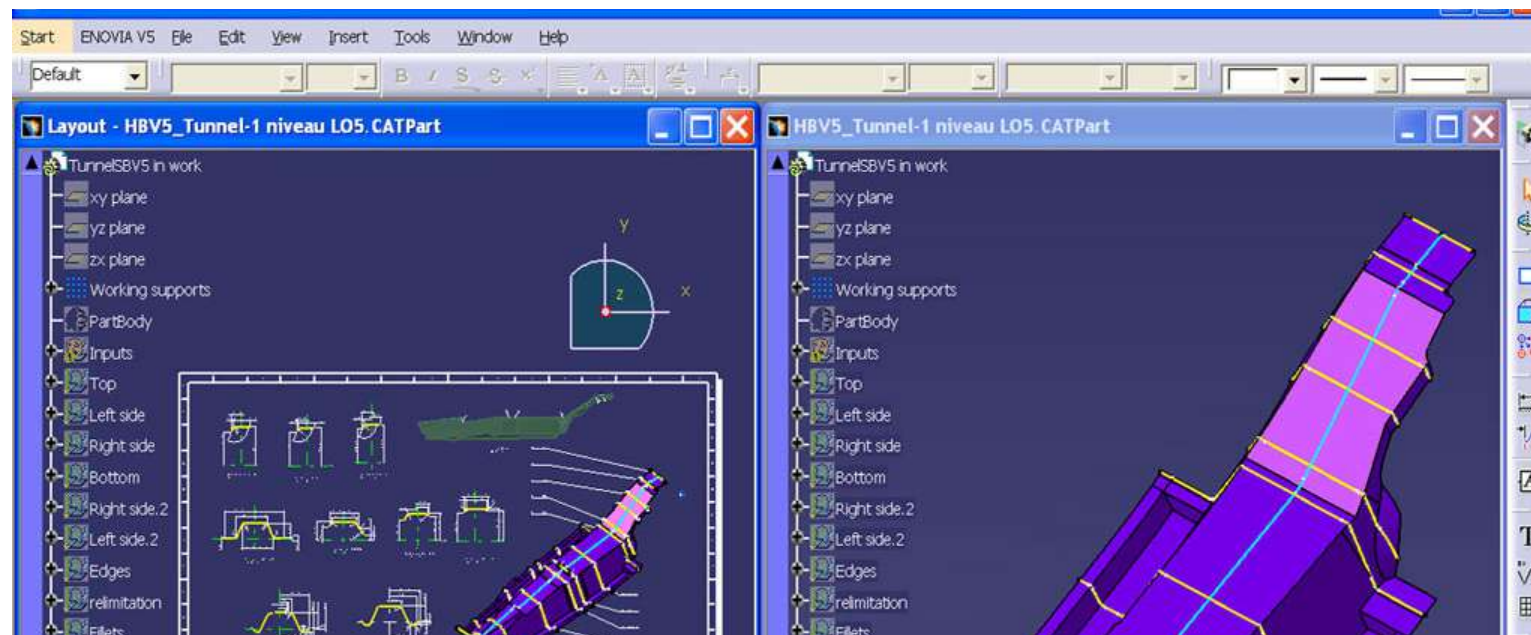 Start ENOVIA V5 File Edit View Insert Tools Window Help
Default
B I S S
Layout - HBV5_Tunnel-1 niveau LO5.CATPart
TunnelSBV5 in work
xy plane
yz plane
zx plane
Working supports
PartBody
Inputs
Top
Left side
Right side
Bottom
Right side.2
Left side.2
Edges
relimitation
Fillets
y
z
x
HBV5_Tunnel-1 niveau LO5.CATPart
TunnelSBV5 in work
xy plane
yz plane
zx plane
Working supports
PartBody
Inputs
Top
Left side
Right side
Bottom
Right side.2
Left side.2
Edges
relimitation
Fillets